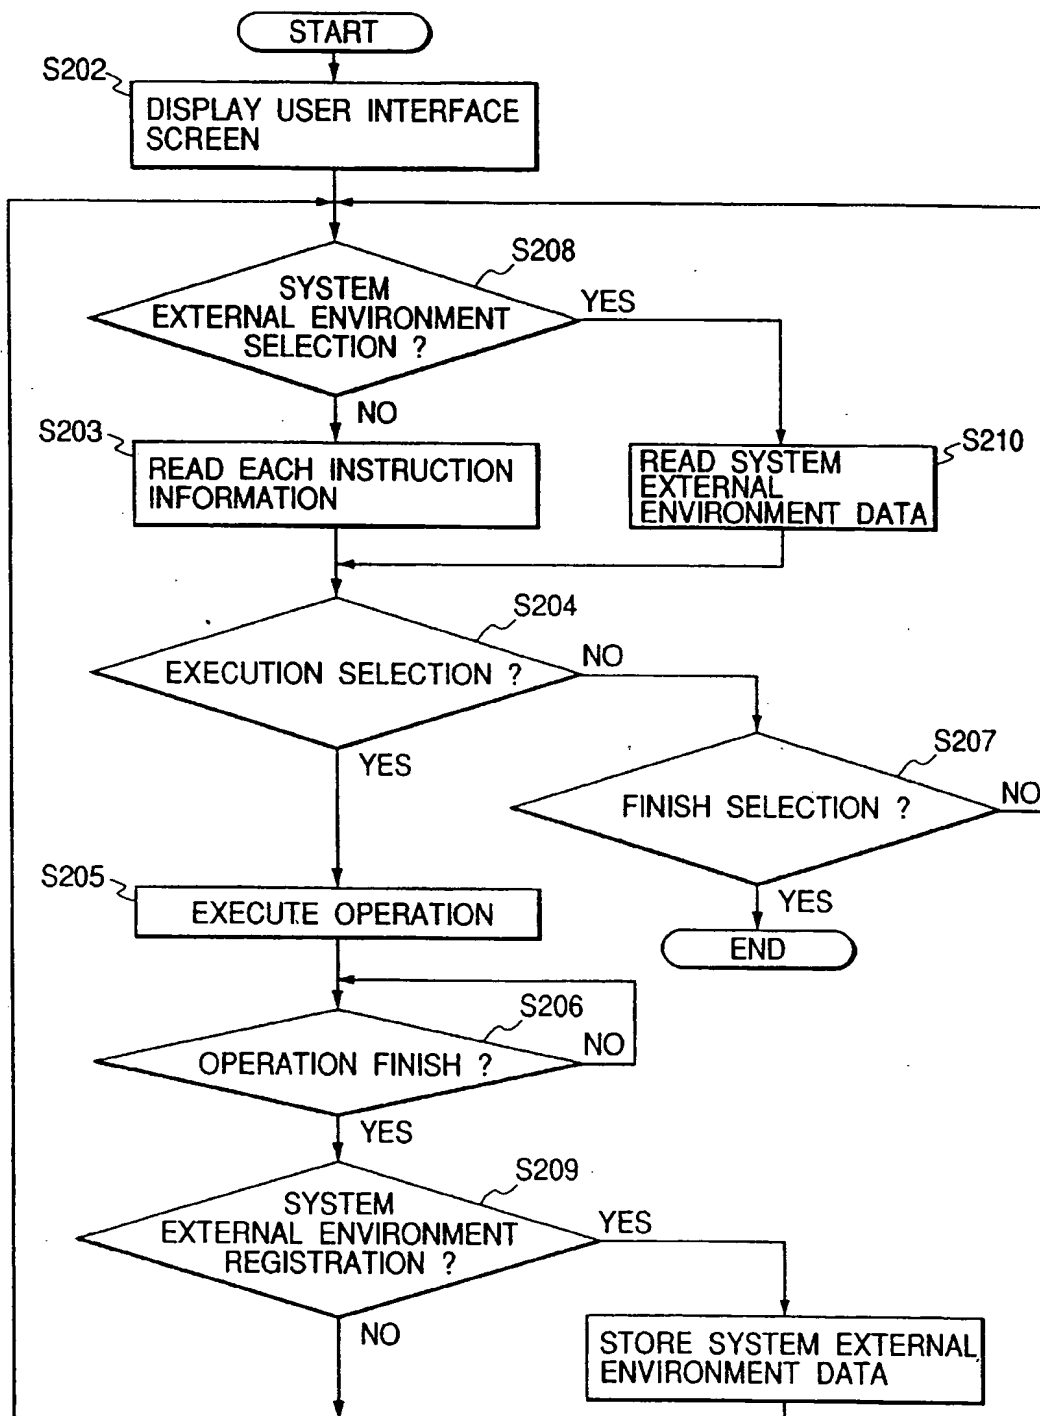 START
S202
DISPLAY USER INTERFACE
SCREEN
S208
SYSTEM
EXTERNAL ENVIRONMENT
SELECTION ?
YES
NO
S203
READ EACH INSTRUCTION
INFORMATION
S210
READ SYSTEM
EXTERNAL
ENVIRONMENT DATA
S204
EXECUTION SELECTION ?
NO
YES
S207
FINISH SELECTION ?
NO
YES
END
S205
EXECUTE OPERATION
S206
OPERATION FINISH ?
NO
YES
S209
SYSTEM
EXTERNAL ENVIRONMENT
REGISTRATION ?
YES
NO
STORE SYSTEM EXTERNAL
ENVIRONMENT DATA